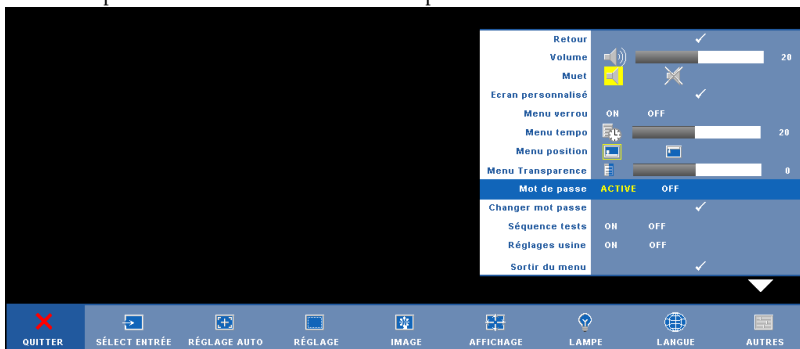 Retour
Volume 20
Muet
Ecran personnalisé
Menu verrou ON OFF
Menu tempo 20
Menu position
Menu Transparence 0
Mot de passe ACTIVE OFF
Changer mot passe
Séquence tests ON OFF
Réglages usine ON OFF
Sortir du menu
QUITTER SÉLECT ENTRÉE RÉGLAGE AUTO RÉGLAGE IMAGE AFFICHAGE LAMPE LANGUE AUTRES